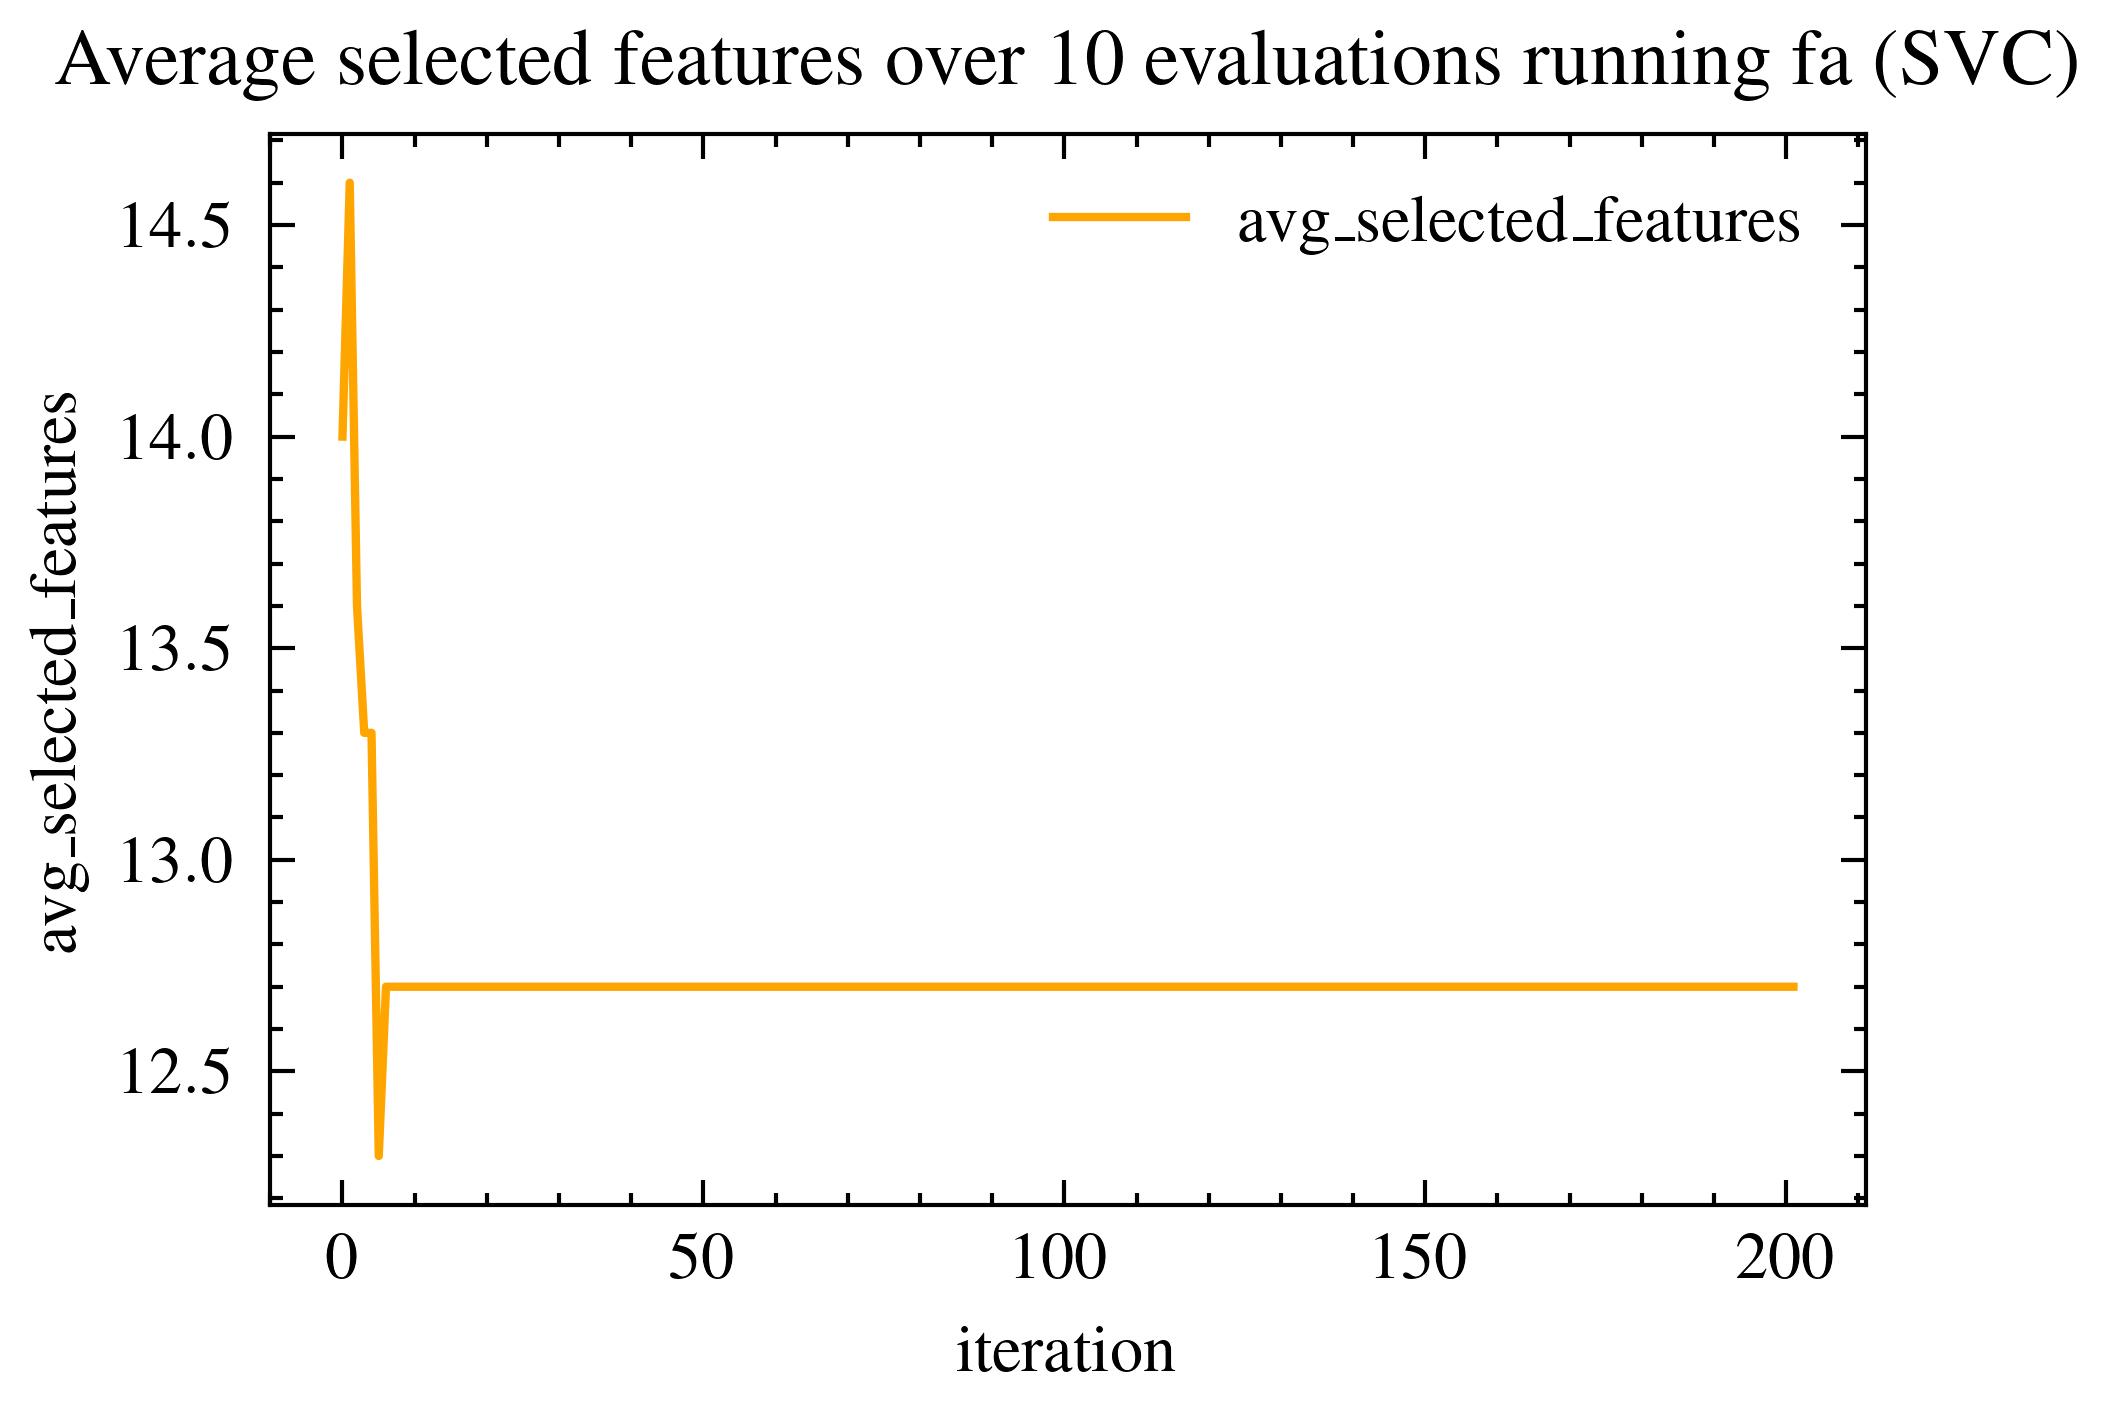 Average selected features over 10 evaluations running fa (SVC)
avg_selected_features
14.5
14.0
13.5
13.0
12.5
avg_selected_features
0 50 100 150 200
iteration